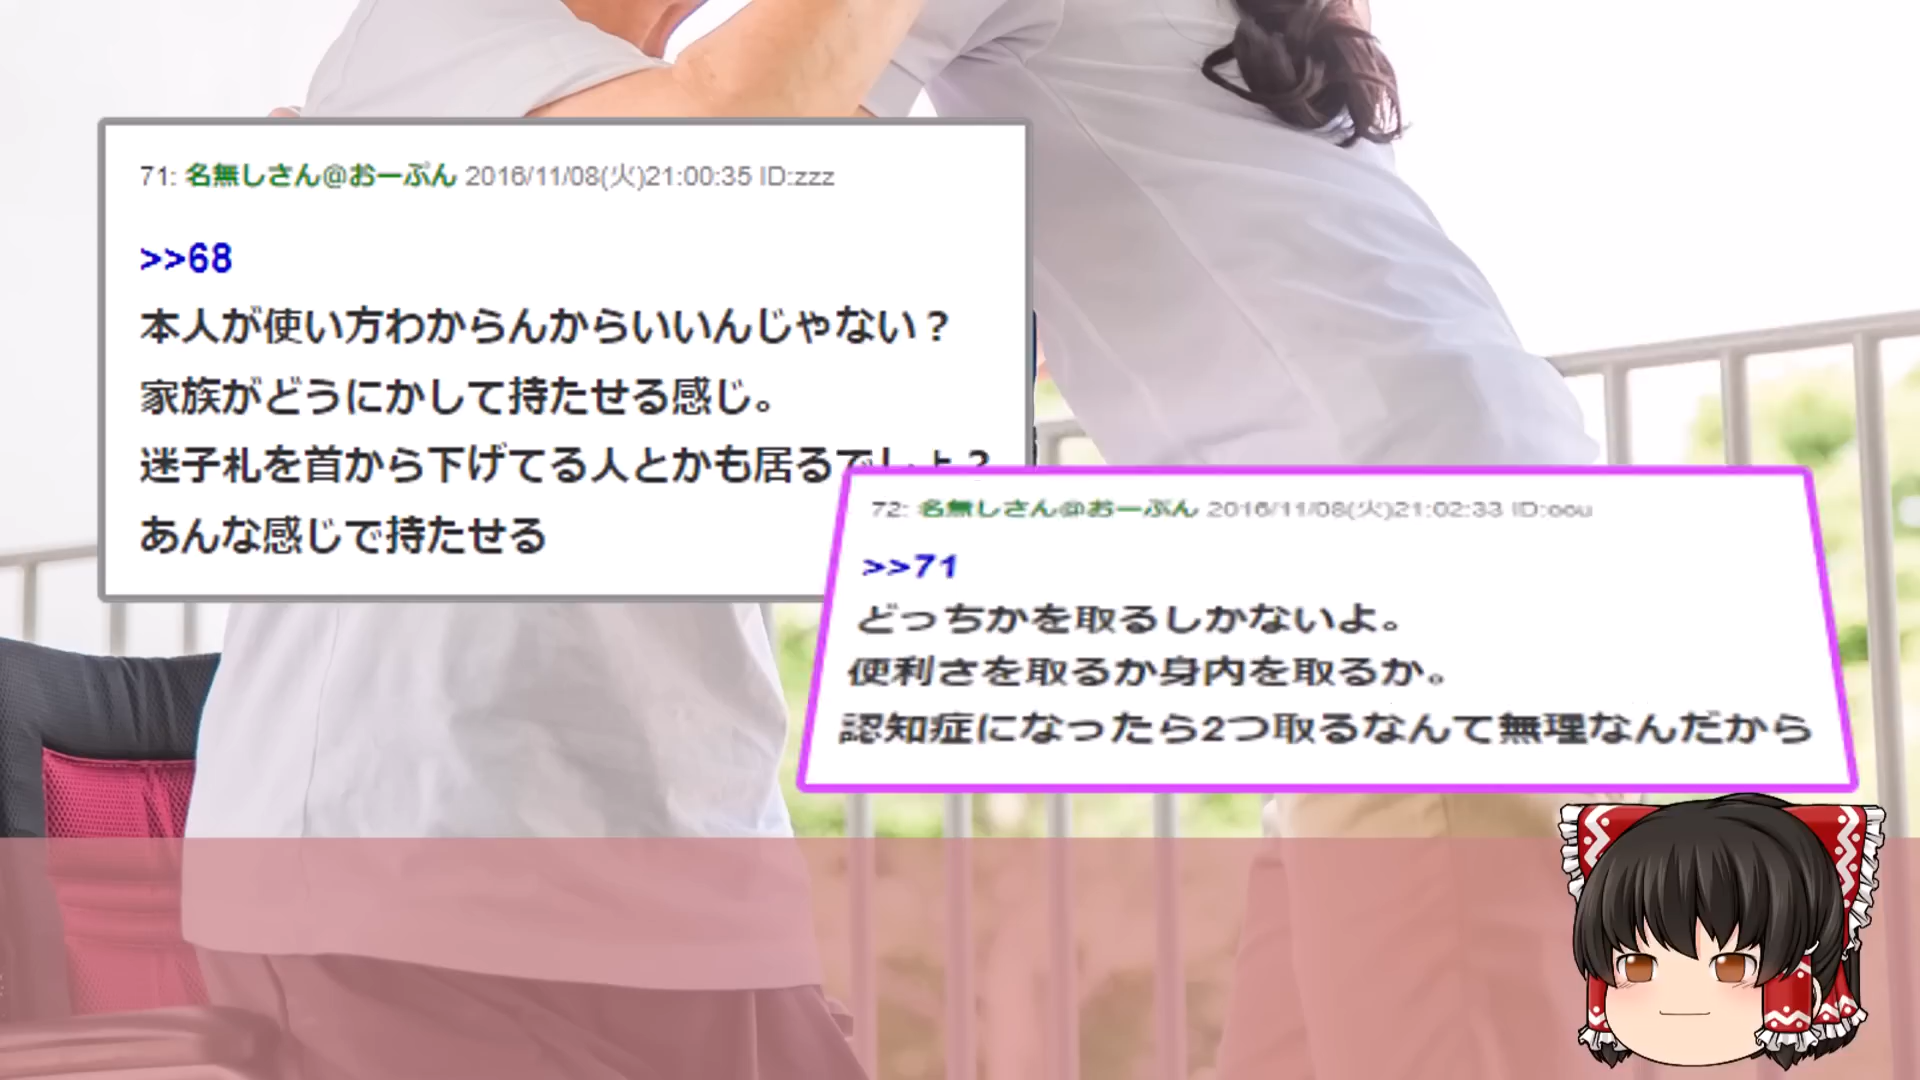 71: 名無しさん@おーぷん 2016/11/08(火)21:00:35 ID:zzz
>>68
本人が使い方わからんからいいんじゃない？
家族がどうにかして持たせる感じ。
迷子札を首から下げてる人とかも居るでしょ？
あんな感じで持たせる
72: 名無しさん@おーぷん 2016/11/08(火)21:02:33 ID:oou
>>71
どっちかを取るしかないよ。
便利さを取るか身内を取るか。
認知症になったら2つ取るなんて無理なんだから